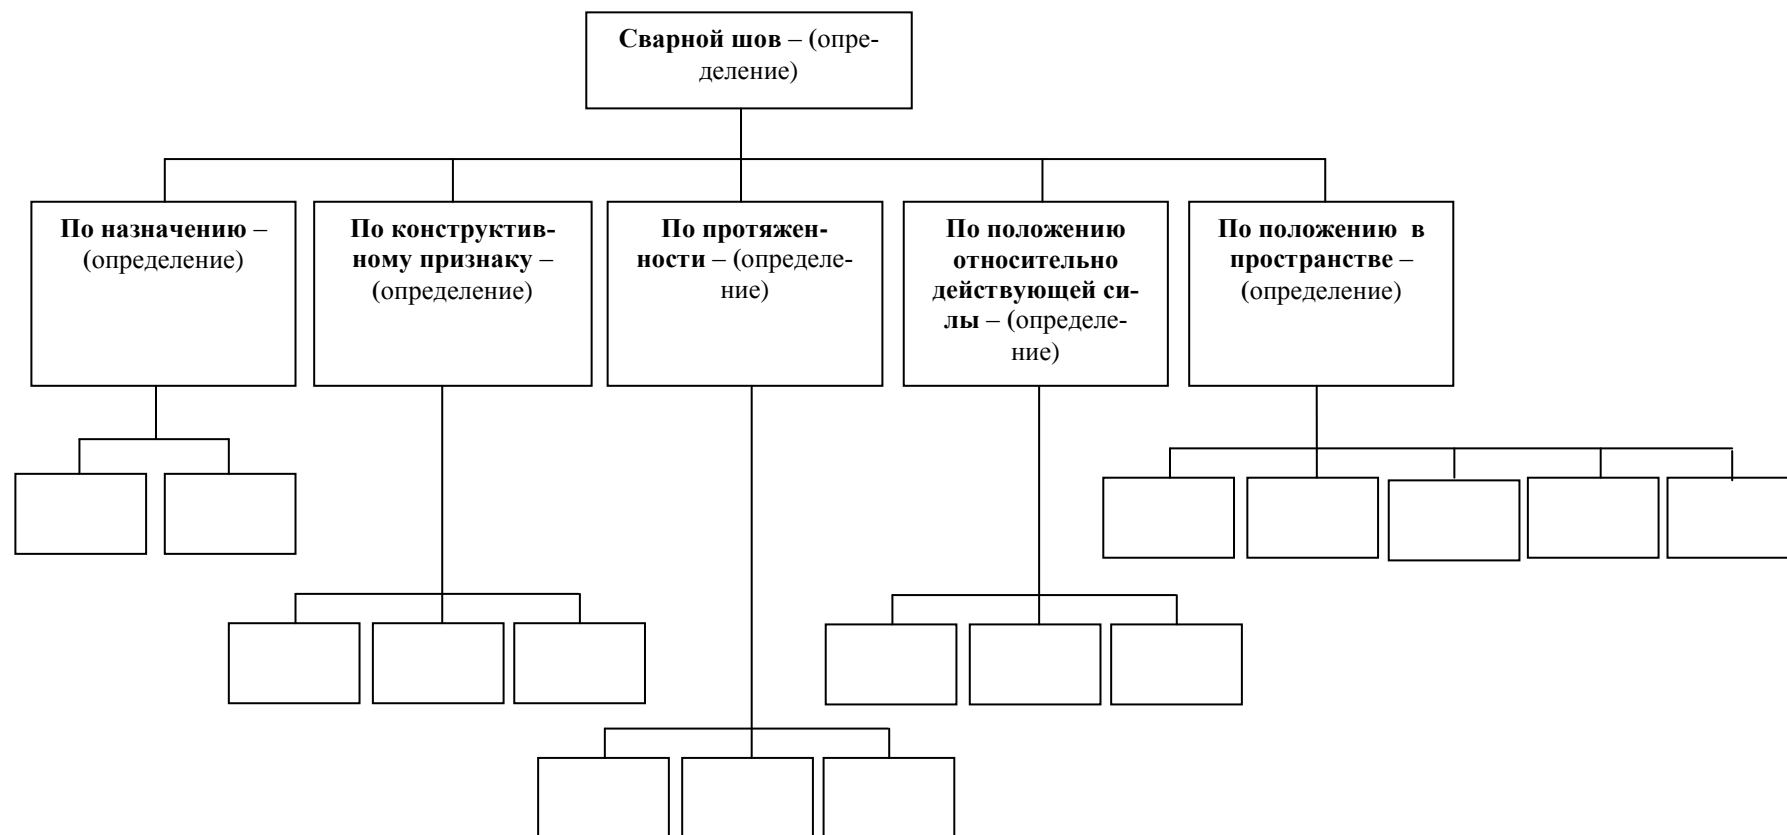 Сварной шов – (опре-
деление)
По назначению –
(определение)
По конструктив-
ному признаку –
(определение)
По протяжен-
ности – (определе-
ние)
По положению
относительно
действующей си-
лы – (определе-
ние)
По положению  в
пространстве –
(определение)